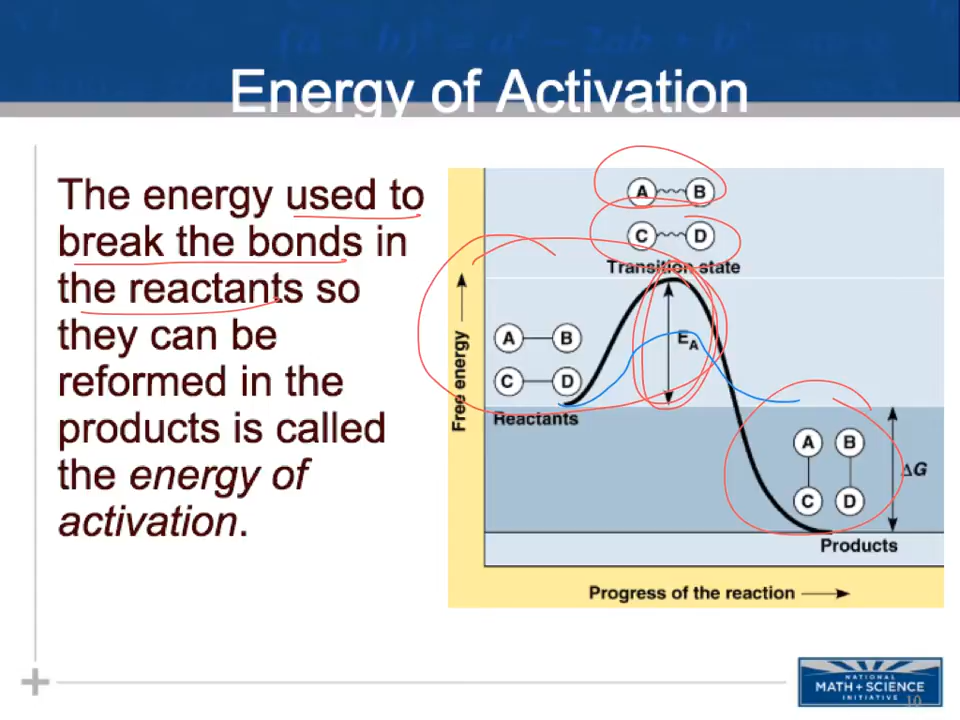 Energy of Activation
The energy used to
break the bonds in
the reactants so
they can be
reformed in the
products is called
the energy of
activation.
A B
C D
Transition state
Free energy
A B
C D
Reactants
EA
A B
C D
ΔG
Products
Progress of the reaction
NATIONAL
MATH + SCIENCE
INITIATIVE
10